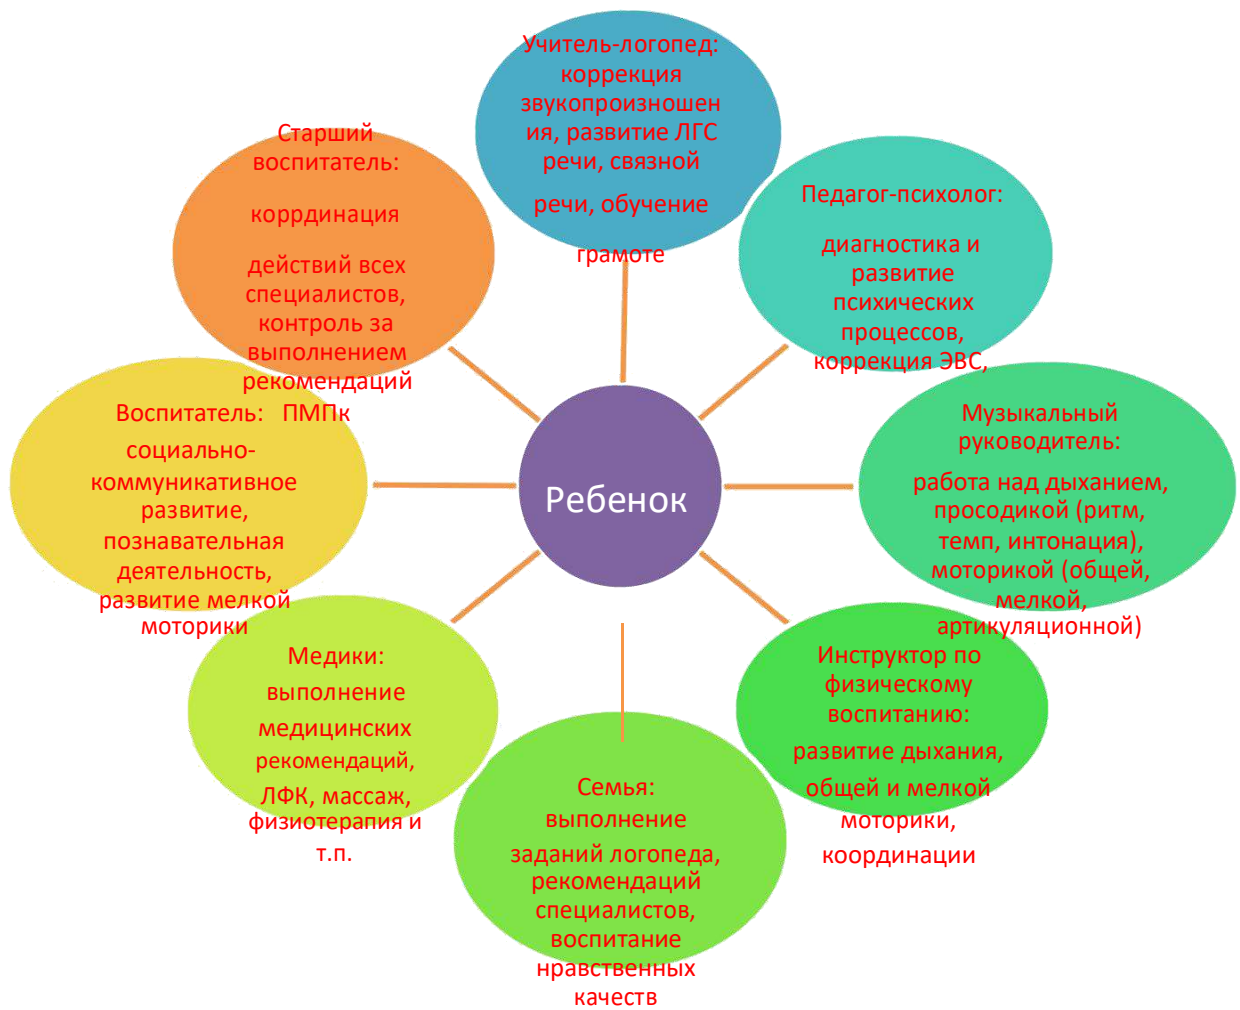 Учитель-логопед:
коррекция
звукопроизношен
ия, развитие ЛГС
речи, связной
речи, обучение
грамоте
Педагог-психолог:
диагностика и
развитие
психических
процессов,
коррекция ЭВС,
Музыкальный
руководитель:
работа над дыханием,
просодикой (ритм,
темп, интонация),
моторикой (общей,
мелкой,
артикуляционной)
Инструктор по
физическому
воспитанию:
развитие дыхания,
общей и мелкой
моторики,
координации
Семья:
выполнение
заданий логопеда,
рекомендаций
специалистов,
воспитание
нравственных
качеств
Медики:
выполнение
медицинских
рекомендаций,
ЛФК, массаж,
физиотерапия и
т.п.
Воспитатель:
социально-
коммуникативное
развитие,
познавательная
деятельность,
развитие мелкой
моторики
Старший
воспитатель:
коррдинация
действий всех
специалистов,
контроль за
выполнением
рекомендаций
ПМПк
Ребенок